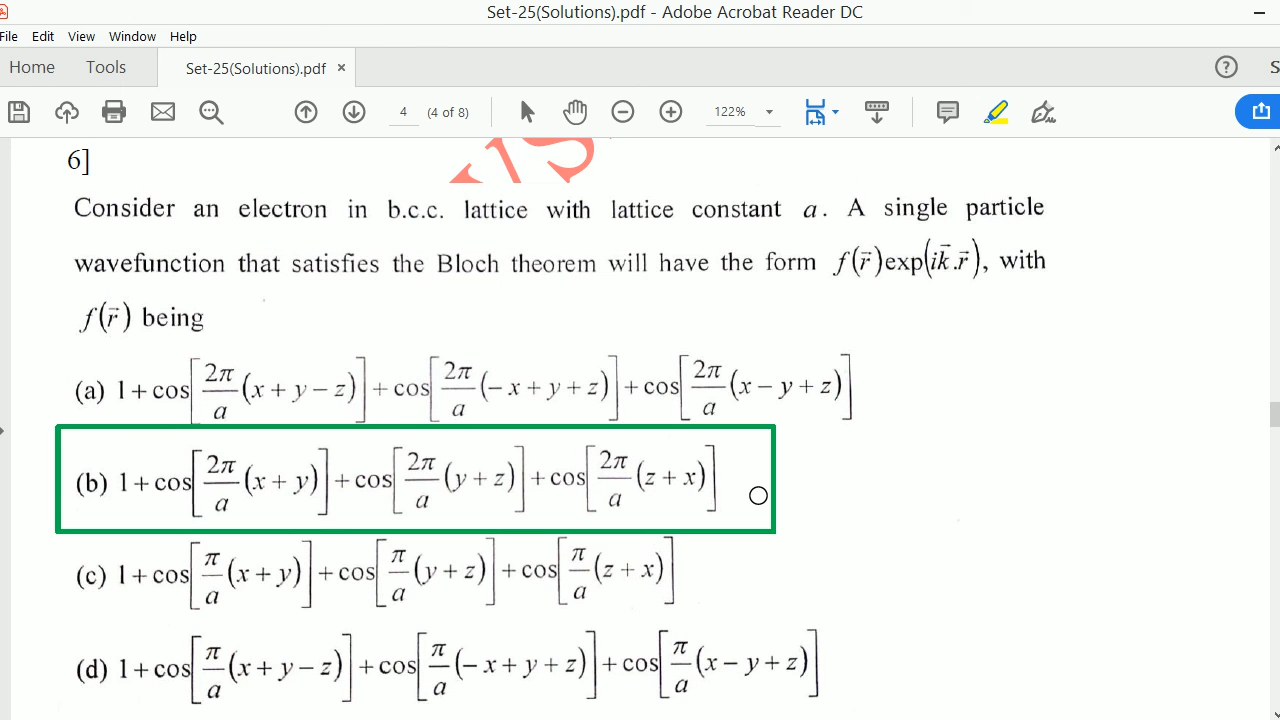 Set-25(Solutions).pdf - Adobe Acrobat Reader DC
File Edit View Window Help
Home Tools Set-25(Solutions).pdf ×
4 (4 of 8) 122%
6]
Consider an electron in b.c.c. lattice with lattice constant a. A single particle
wavefunction that satisfies the Bloch theorem will have the form f(r⃗)exp(ik⃗.r⃗), with
f(r⃗) being
(a) 1+cos[2π/a (x+y−z)]+cos[2π/a (−x+y+z)]+cos[2π/a (x−y+z)]
(b) 1+cos[2π/a (x+y)]+cos[2π/a (y+z)]+cos[2π/a (z+x)]
(c) 1+cos[π/a (x+y)]+cos[π/a (y+z)]+cos[π/a (z+x)]
(d) 1+cos[π/a (x+y−z)]+cos[π/a (−x+y+z)]+cos[π/a (x−y+z)]